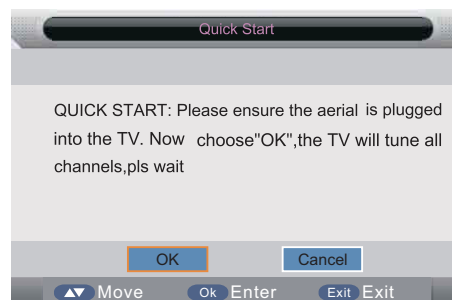 Quick Start
QUICK START: Please ensure the aerial is plugged
into the TV. Now choose"OK",the TV will tune all
channels,pls wait
OK Cancel
Move Ok Enter Exit Exit